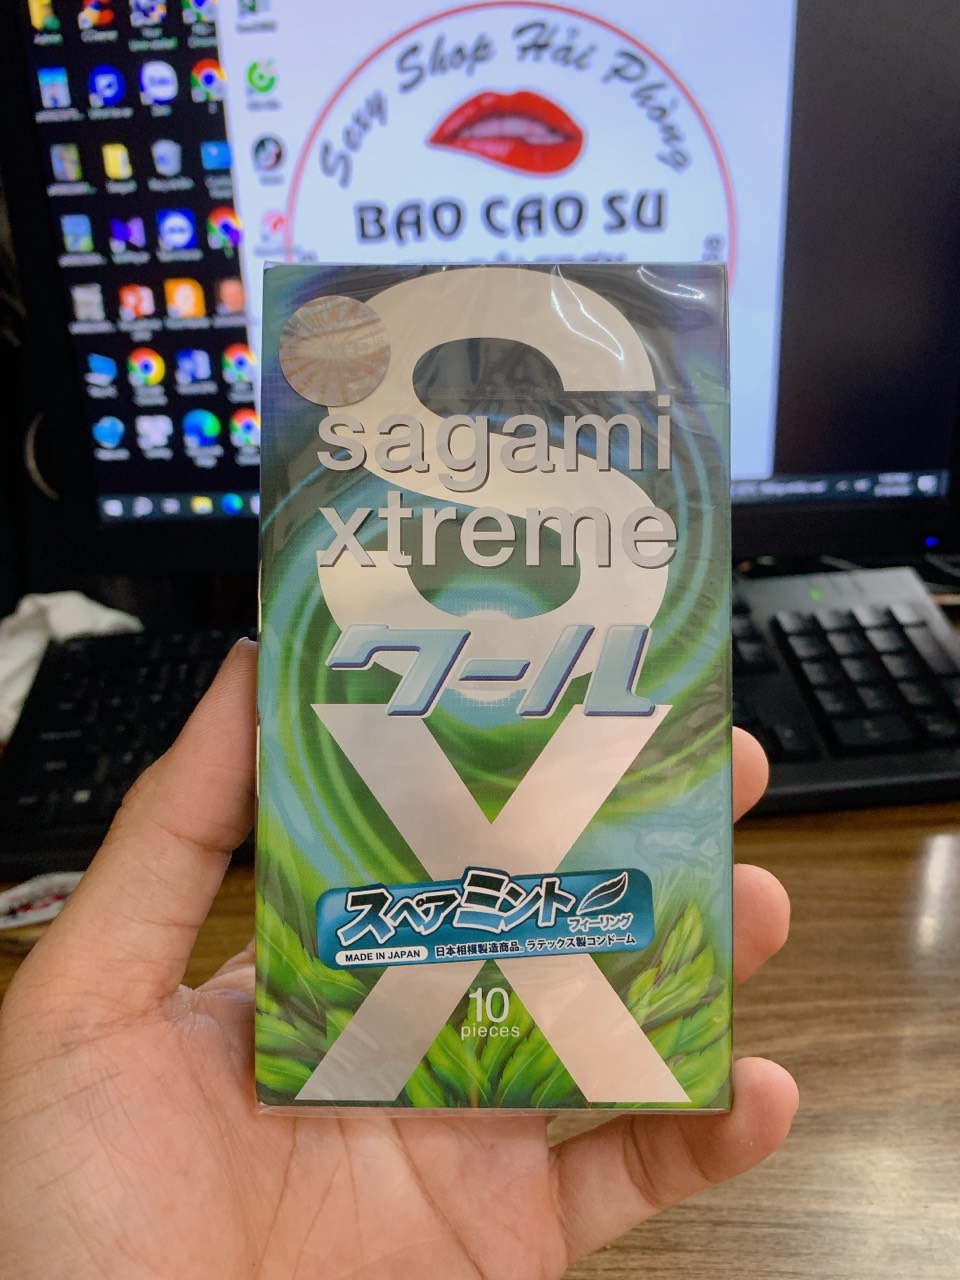 Sexy Shop Hải Phòng
BAO CAO SU
sagami
xtreme
クール
スペアミント
フィーリング
MADE IN JAPAN
日本相模製造商品。ラテックス製コンドーム
10
pieces